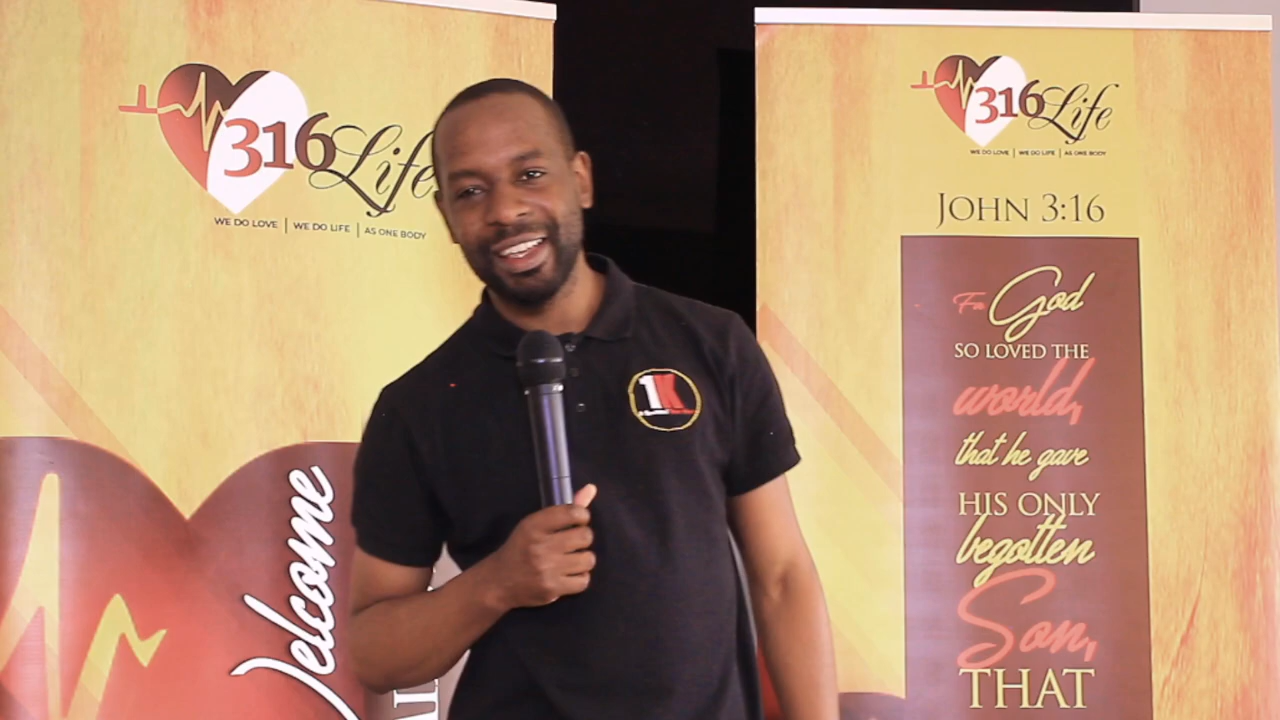 316 Life
WE DO LOVE | WE DO LIFE | AS ONE BODY
Welcome
1K
316 Life
WE DO LOVE | WE DO LIFE | AS ONE BODY
JOHN 3:16
For God
SO LOVED THE
world,
that he gave
HIS ONLY
begotten
Son,
THAT